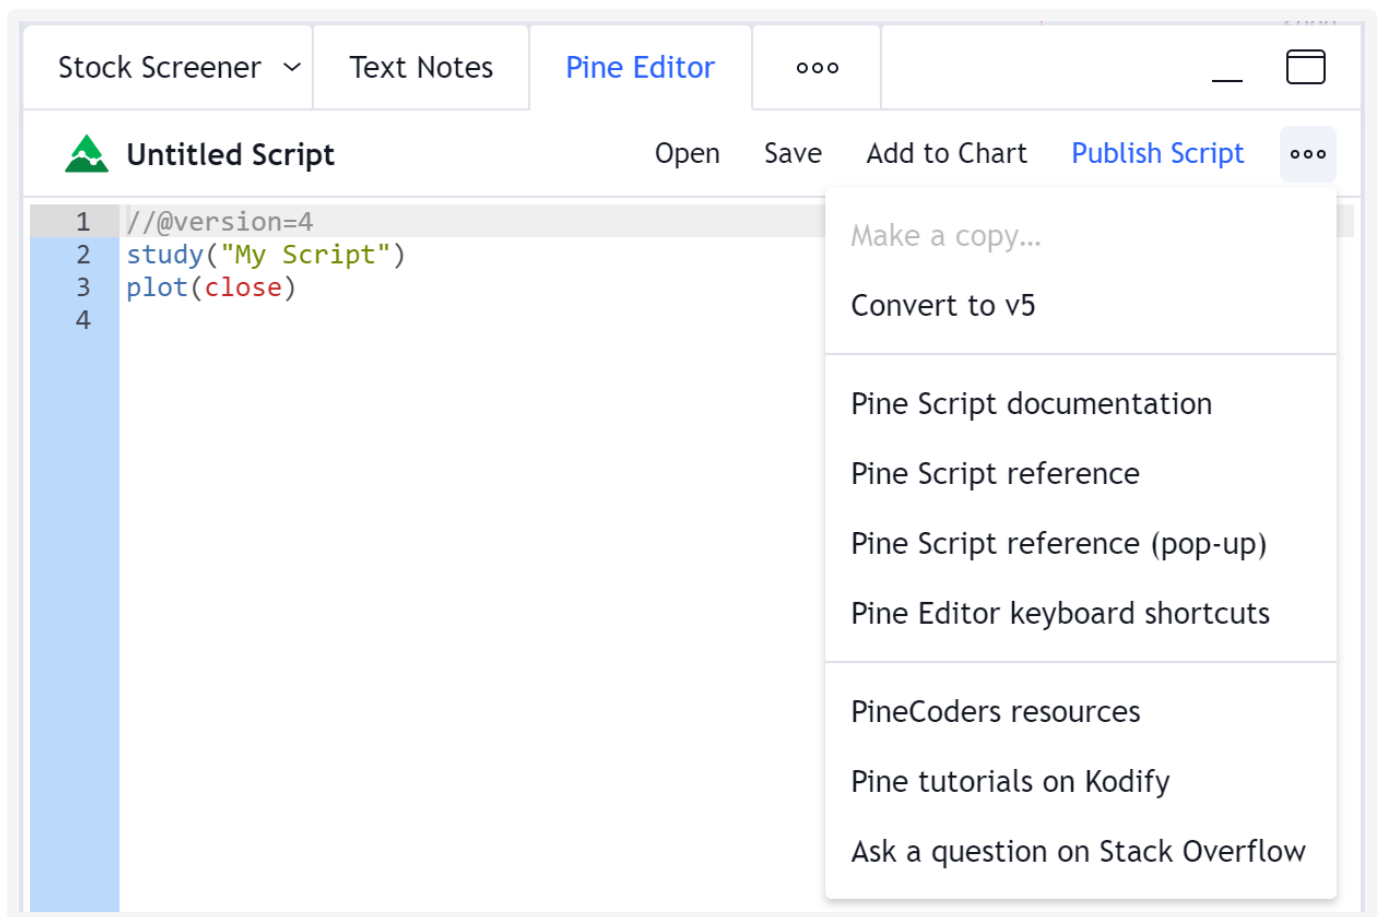 Stock Screener
Text Notes
Pine Editor
Untitled Script
Open
Save
Add to Chart
Publish Script
1 //@version=4
2 study("My Script")
3 plot(close)
4
Make a copy...
Convert to v5
Pine Script documentation
Pine Script reference
Pine Script reference (pop-up)
Pine Editor keyboard shortcuts
PineCoders resources
Pine tutorials on Kodify
Ask a question on Stack Overflow